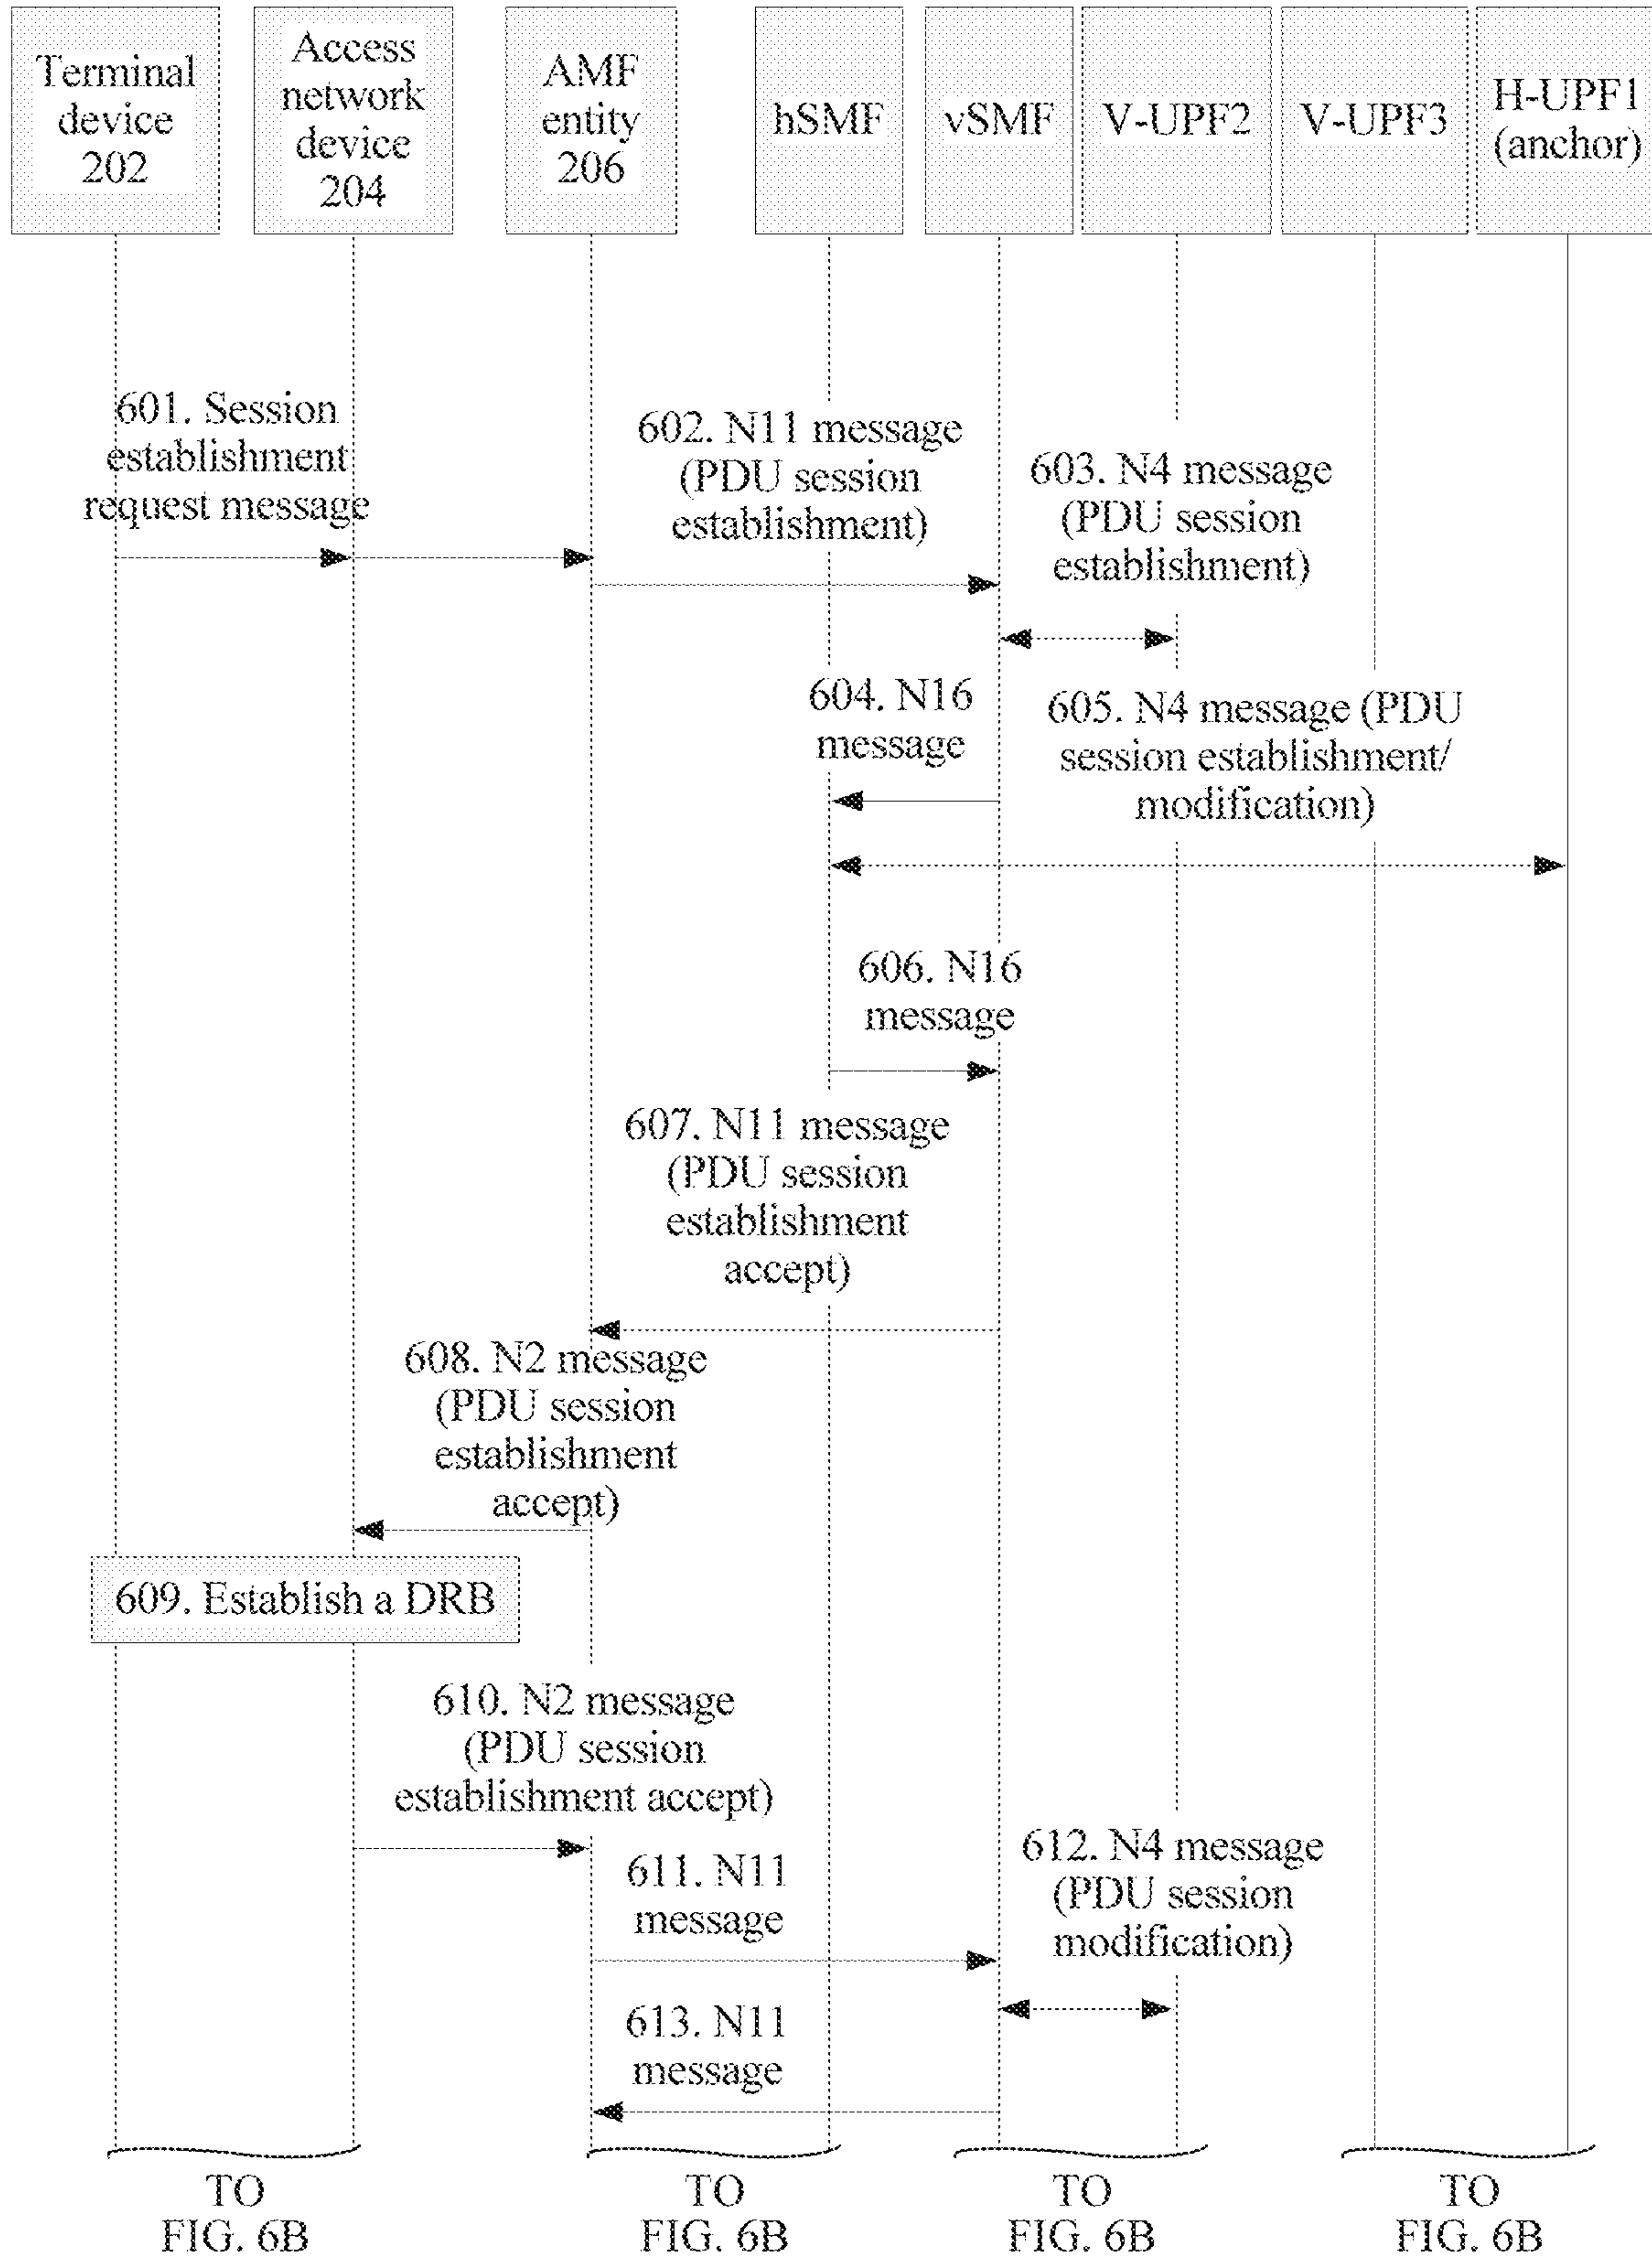 Terminal
device
202
Access
network
device
204
AMF
entity
206
hSMF
vSMF
V-UPF2
V-UPF3
H-UPF1
(anchor)
601. Session
establishment
request message
602. N11 message
(PDU session
establishment)
603. N4 message
(PDU session
establishment)
604. N16
message
605. N4 message (PDU
session establishment/
modification)
606. N16
message
607. N11 message
(PDU session
establishment
accept)
608. N2 message
(PDU session
establishment
accept)
609. Establish a DRB
610. N2 message
(PDU session
establishment accept)
611. N11
message
612. N4 message
(PDU session
modification)
613. N11
message
TO
FIG. 6B
TO
FIG. 6B
TO
FIG. 6B
TO
FIG. 6B